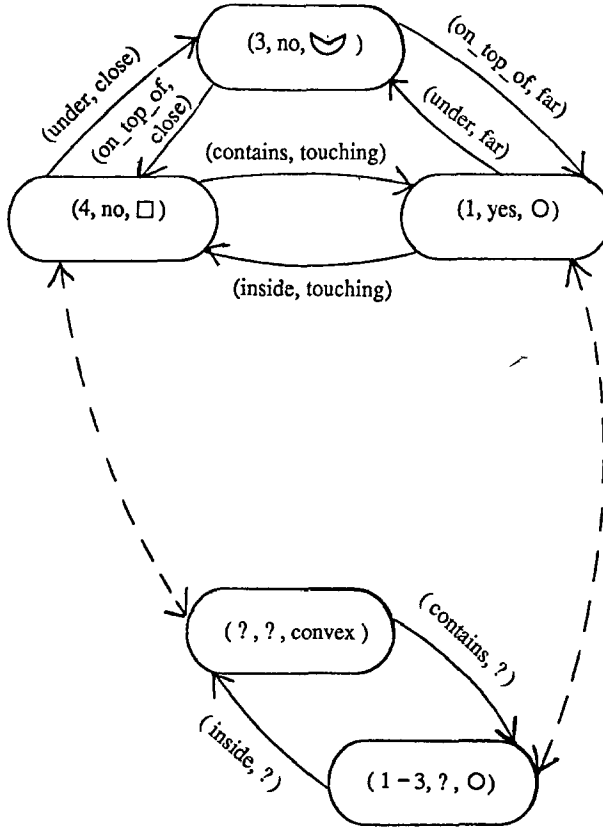 (3, no, )
(on_top_of, far)
(under, close)
(on_top_of,
close)
(under, far)
(contains, touching)
(4, no, □)
(1, yes, ○)
(inside, touching)
(?, ?, convex)
(contains, ?)
(inside, ?)
(1-3, ?, ○)